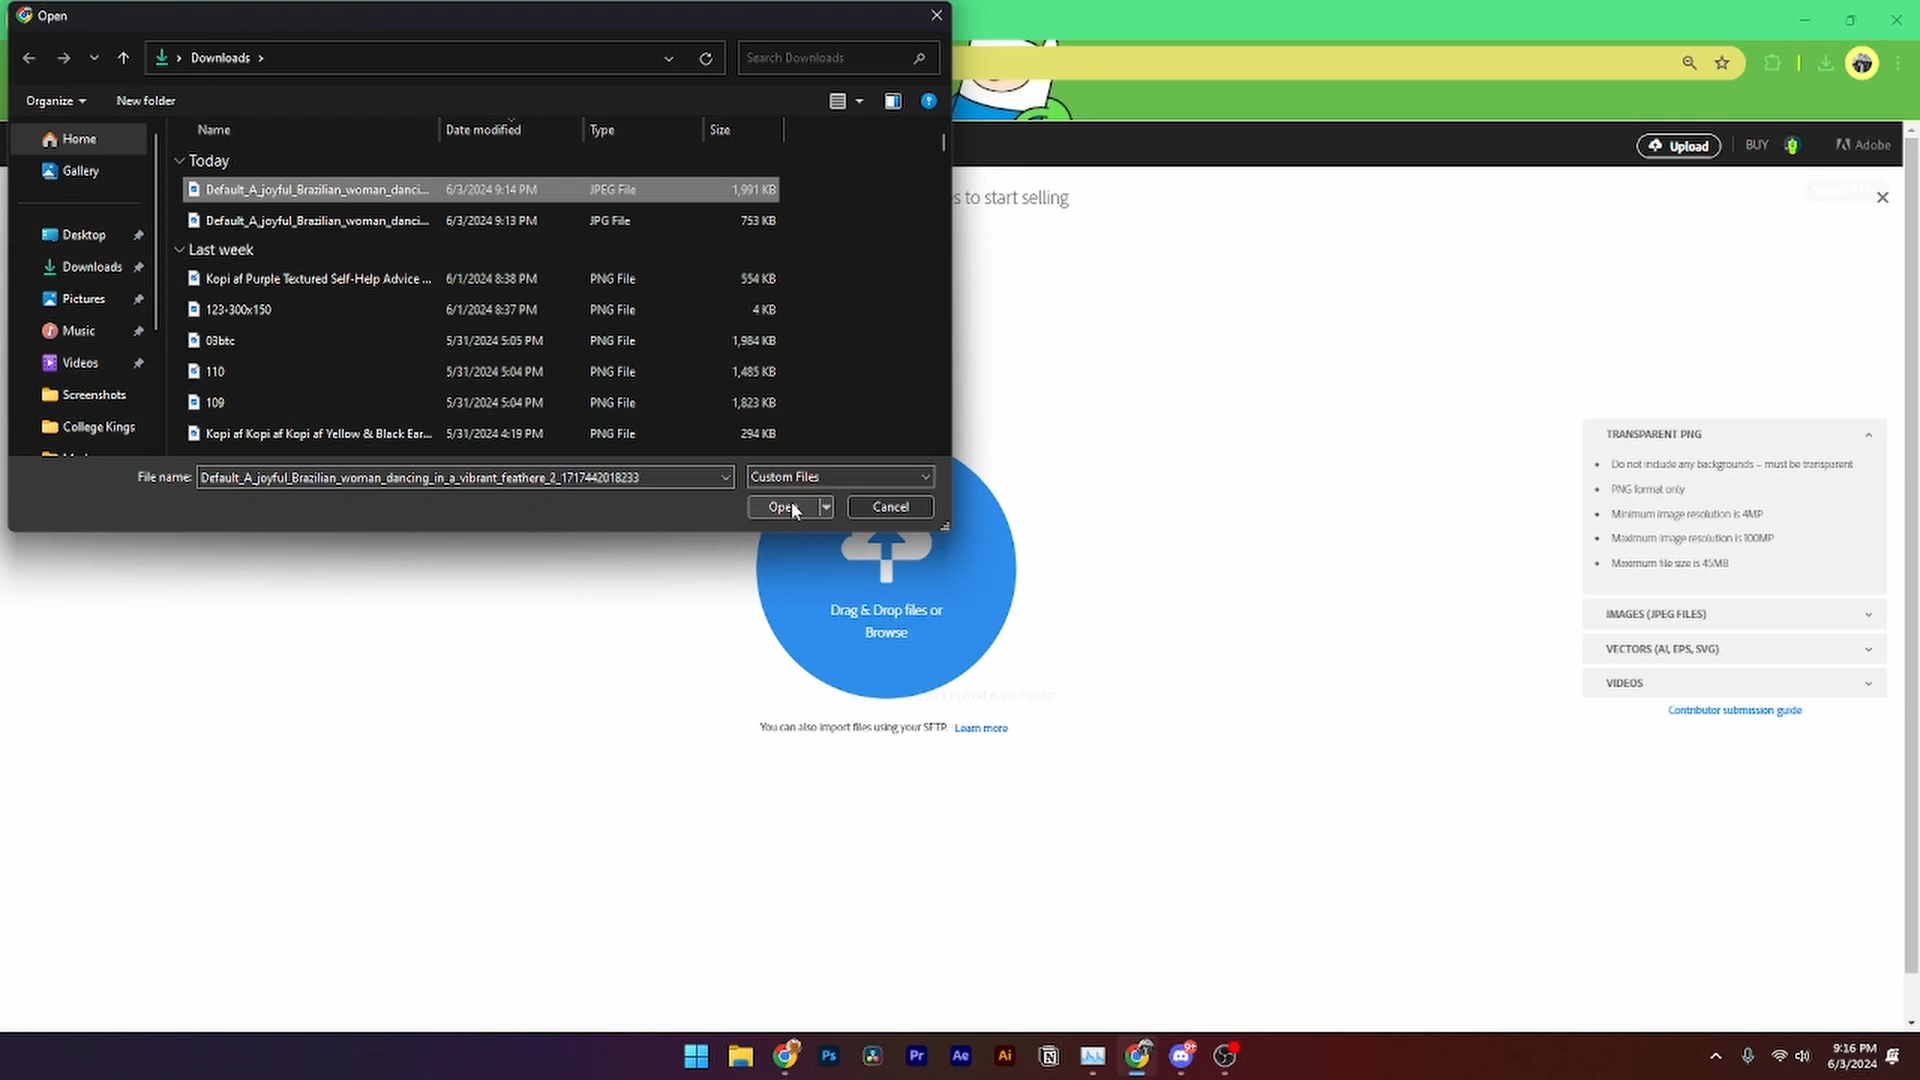 Open
Downloads
Search Downloads
Organize
New folder
Name
Date modified
Type
Size
Home
Gallery
Desktop
Downloads
Pictures
Music
Videos
Screenshots
College Kings
Today
Default_A_joyful_Brazilian_woman_danci... 6/3/2024 9:14 PM JPEG File 1,991 KB
Default_A_joyful_Brazilian_woman_danci... 6/3/2024 9:13 PM JPG File 753 KB
Last week
Kopi af Purple Textured Self-Help Advice ... 6/1/2024 8:38 PM PNG File 554 KB
123-300x150 6/1/2024 8:37 PM PNG File 4 KB
03btc 5/31/2024 5:05 PM PNG File 1,984 KB
110 5/31/2024 5:04 PM PNG File 1,485 KB
109 5/31/2024 5:04 PM PNG File 1,823 KB
Kopi af Kopi af Kopi af Yellow & Black Ear... 5/31/2024 4:19 PM PNG File 294 KB
File name: Default_A_joyful_Brazilian_woman_dancing_in_a_vibrant_feathere_2_1717442018233
Custom Files
Open
Cancel
Upload
BUY
Adobe
s to start selling
Drag & Drop files or
Browse
Upload in the header
You can also import files using your SFTP. Learn more
TRANSPARENT PNG
• Do not include any backgrounds – must be transparent
• PNG format only
• Minimum image resolution is 4MP
• Maximum image resolution is 100MP
• Maximum file size is 45MB
IMAGES (JPEG FILES)
VECTORS (AI, EPS, SVG)
VIDEOS
Contributor submission guide
Ps
Pr
Ae
Ai
9+
9:16 PM
6/3/2024